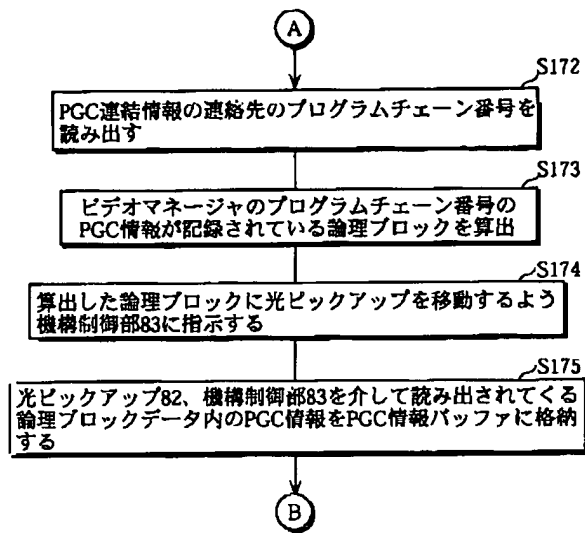 A
S172
PGC連結情報の連絡先のプログラムチェーン番号を
読み出す
S173
ビデオマネージャのプログラムチェーン番号の
PGC情報が記録されている論理ブロックを算出
S174
算出した論理ブロックに光ピックアップを移動するよう
機構制御部83に指示する
S175
光ピックアップ82、機構制御部83を介して読み出されてくる
論理ブロックデータ内のPGC情報をPGC情報バッファに格納
する
B